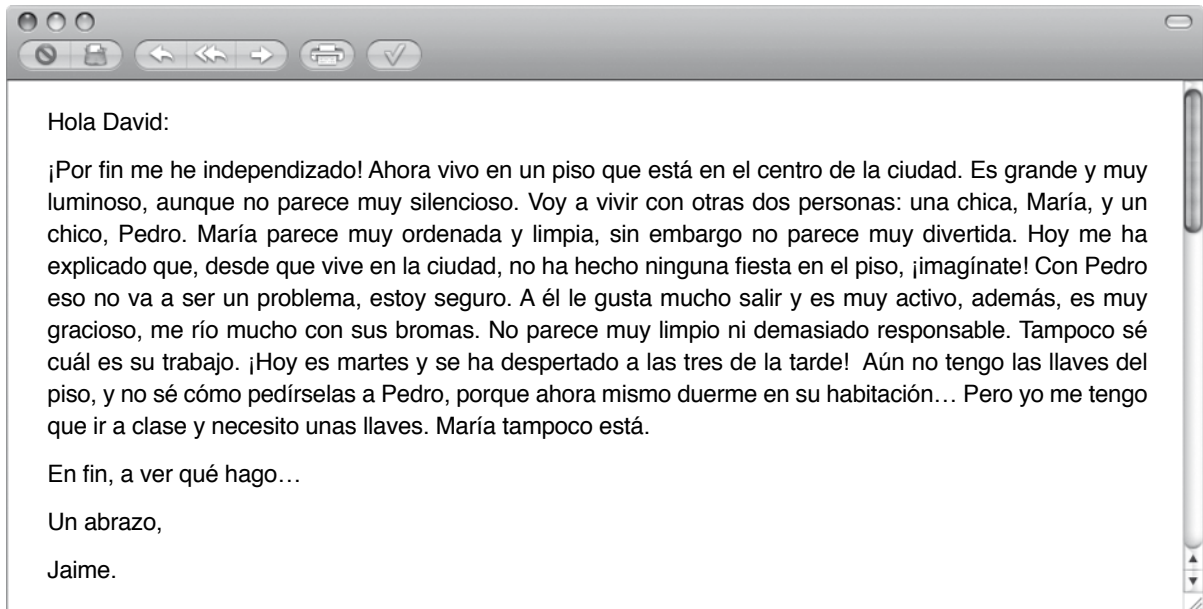 Hola David:
¡Por fin me he independizado! Ahora vivo en un piso que está en el centro de la ciudad. Es grande y muy
luminoso, aunque no parece muy silencioso. Voy a vivir con otras dos personas: una chica, María, y un
chico, Pedro. María parece muy ordenada y limpia, sin embargo no parece muy divertida. Hoy me ha
explicado que, desde que vive en la ciudad, no ha hecho ninguna fiesta en el piso, ¡imagínate! Con Pedro
eso no va a ser un problema, estoy seguro. A él le gusta mucho salir y es muy activo, además, es muy
gracioso, me río mucho con sus bromas. No parece muy limpio ni demasiado responsable. Tampoco sé
cuál es su trabajo. ¡Hoy es martes y se ha despertado a las tres de la tarde! Aún no tengo las llaves del
piso, y no sé cómo pedírselas a Pedro, porque ahora mismo duerme en su habitación… Pero yo me tengo
que ir a clase y necesito unas llaves. María tampoco está.
En fin, a ver qué hago…
Un abrazo,
Jaime.